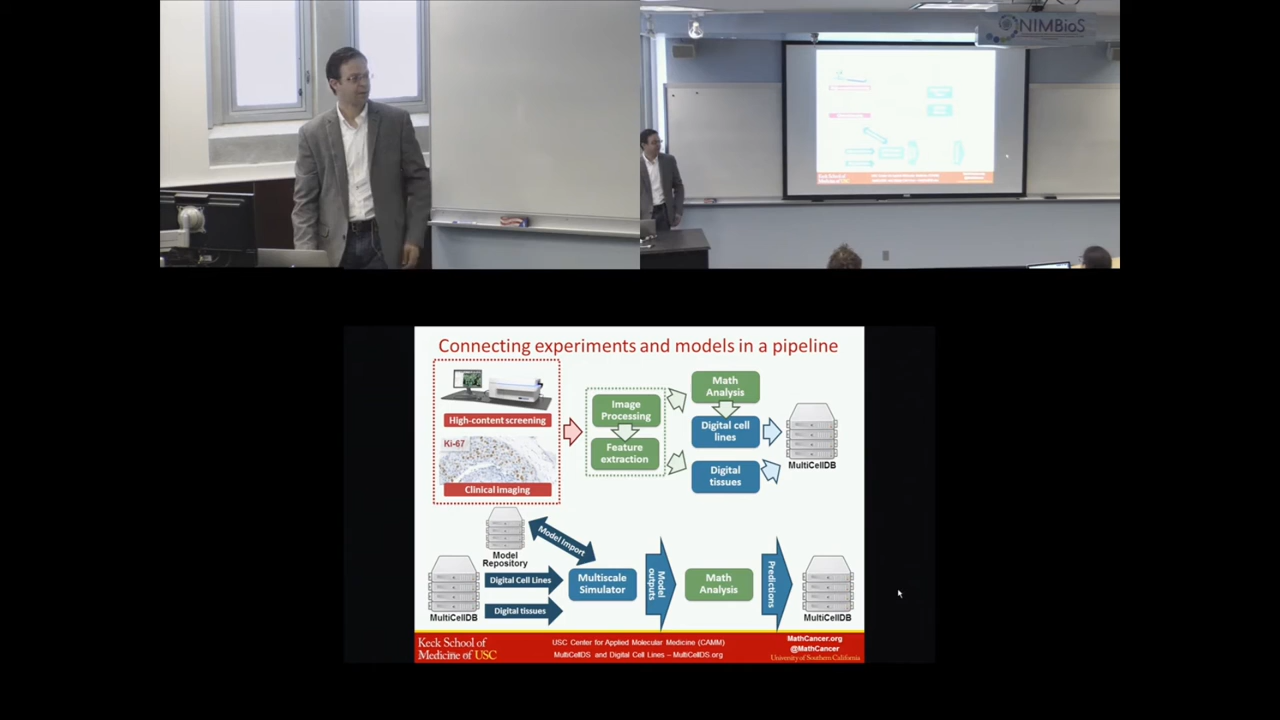 NIMBioS
Connecting experiments and models in a pipeline
High-content screening
Ki-67
Clinical imaging
Image
Processing
Feature
extraction
Math
Analysis
Digital cell
lines
Digital
tissues
MultiCellDB
Model
Repository
Model Import
MultiCellDB
Digital Cell Lines
Digital tissues
Multiscale
Simulator
Model
outputs
Math
Analysis
Predictions
MultiCellDB
Keck School of
Medicine of USC
USC Center for Applied Molecular Medicine (CAMM)
MultiCellDS and Digital Cell Lines – MultiCellDS.org
MathCancer.org
@MathCancer
University of Southern California